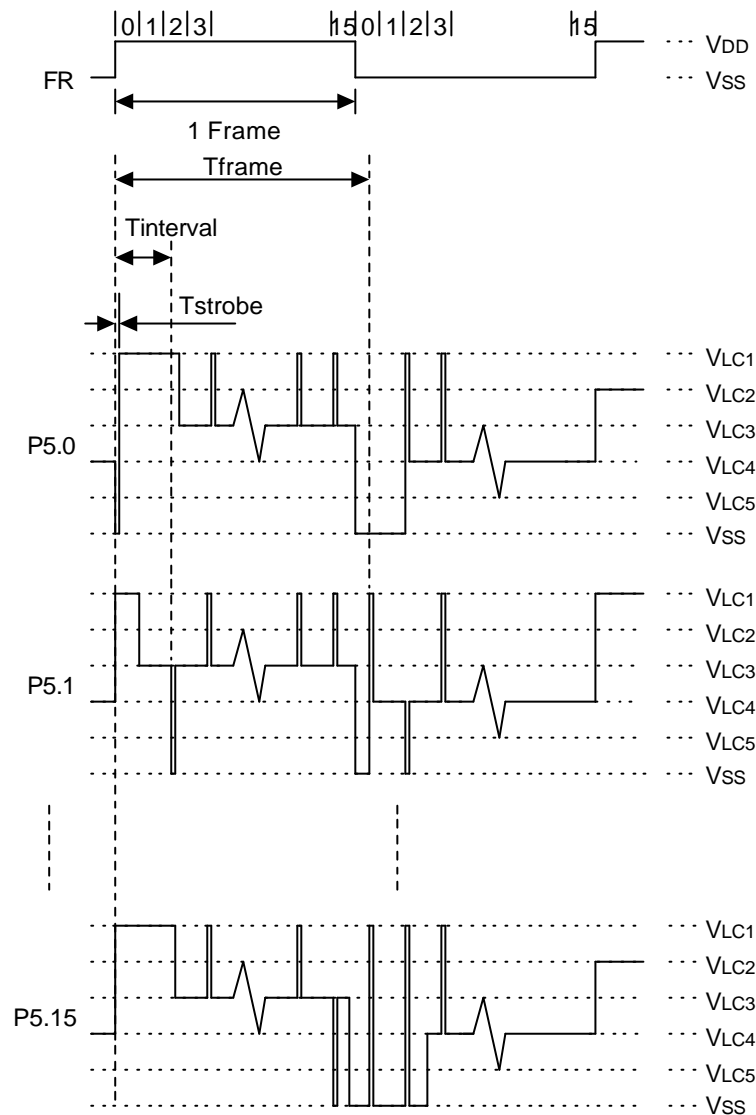 0 1 2 3 15 0 1 2 3 15
VDD
FR
VSS
1 Frame
Tframe
Tinterval
Tstrobe
VLC1
VLC2
VLC3
P5.0
VLC4
VLC5
VSS
VLC1
VLC2
VLC3
P5.1
VLC4
VLC5
VSS
VLC1
VLC2
VLC3
P5.15
VLC4
VLC5
VSS